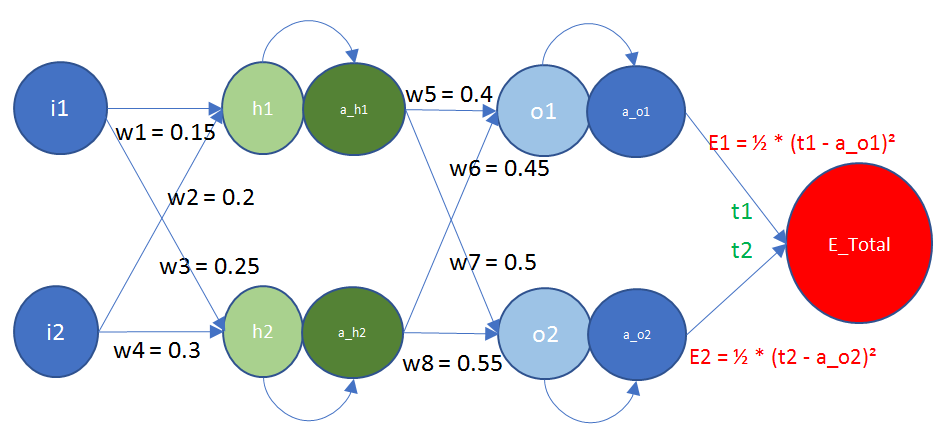 i1
h1
a_h1
w5 = 0.4
o1
a_o1
w1 = 0.15
E1 = ½ * (t1 - a_o1)²
w6 = 0.45
w2 = 0.2
t1
t2
E_Total
w3 = 0.25
w7 = 0.5
i2
h2
a_h2
o2
a_o2
w4 = 0.3
w8 = 0.55
E2 = ½ * (t2 - a_o2)²